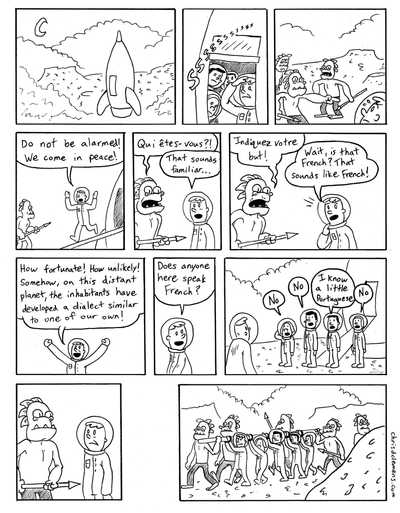 Do not be alarmed!
We come in peace!
Qui êtes-vous?!
That sounds
familiar...
Indiquez votre
but!
Wait, is that
French? That
sounds like French!
How fortunate! How unlikely!
Somehow, on this distant
planet, the inhabitants have
developed a dialect similar
to one of our own!
Does anyone
here speak
French?
No
No
I know
a little
Portuguese
No
chrisdulemons.com